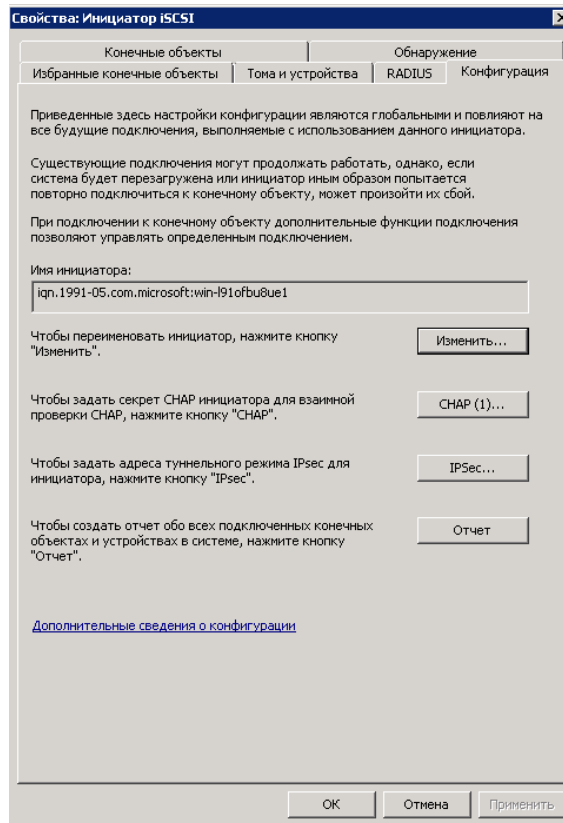 Свойства: Инициатор iSCSI
Конечные объекты
Обнаружение
Избранные конечные объекты
Тома и устройства
RADIUS
Конфигурация
Приведенные здесь настройки конфигурации являются глобальными и повлияют на
все будущие подключения, выполняемые с использованием данного инициатора.
Существующие подключения могут продолжать работать, однако, если
система будет перезагружена или инициатор иным образом попытается
повторно подключиться к конечному объекту, может произойти их сбой.
При подключении к конечному объекту дополнительные функции подключения
позволяют управлять определенным подключением.
Имя инициатора:
iqn.1991-05.com.microsoft:win-l91ofbu8ue1
Чтобы переименовать инициатор, нажмите кнопку
"Изменить".
Изменить...
Чтобы задать секрет CHAP инициатора для взаимной
проверки CHAP, нажмите кнопку "CHAP".
CHAP (1)...
Чтобы задать адреса туннельного режима IPsec для
инициатора, нажмите кнопку "IPsec".
IPSec...
Чтобы создать отчет обо всех подключенных конечных
объектах и устройствах в системе, нажмите кнопку
"Отчет".
Отчет
Дополнительные сведения о конфигурации
ОК
Отмена
Применить